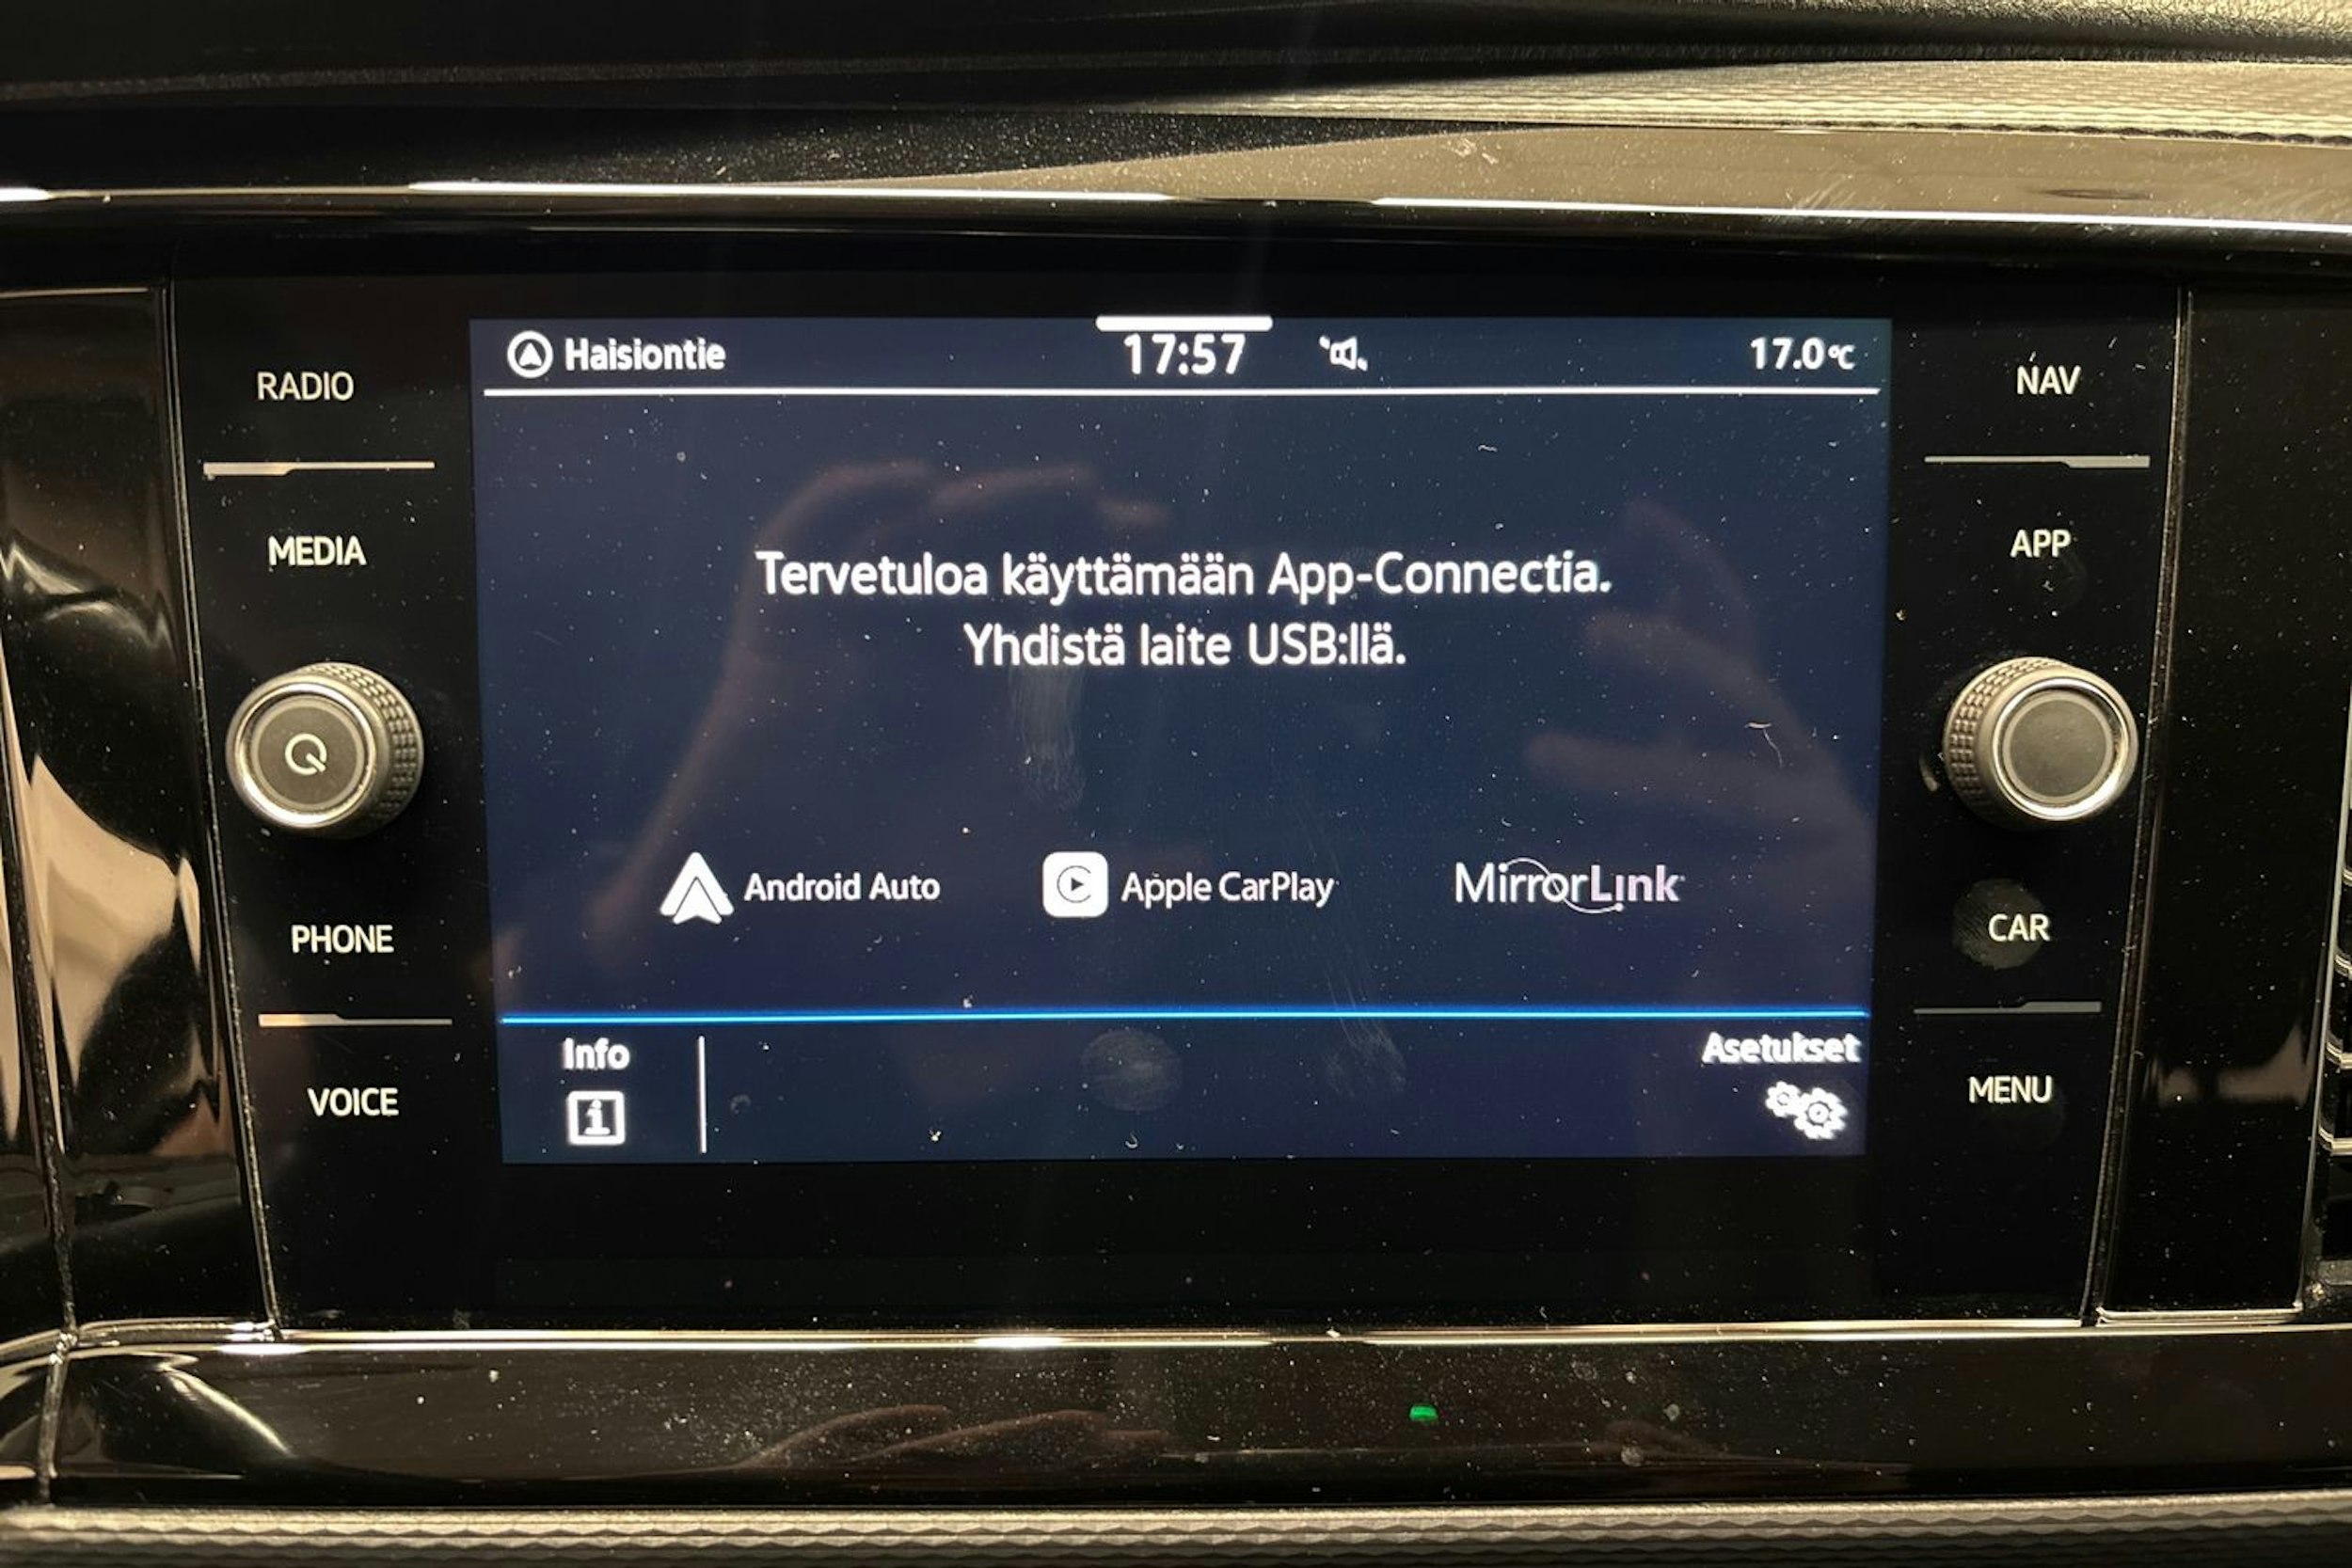 Haisiontie 17:57 17.0°C
Tervetuloa käyttämään App-Connectia.
Yhdistä laite USB:llä.
Android Auto Apple CarPlay MirrorLink
Info Asetukset
RADIO
MEDIA
PHONE
VOICE
NAV
APP
CAR
MENU